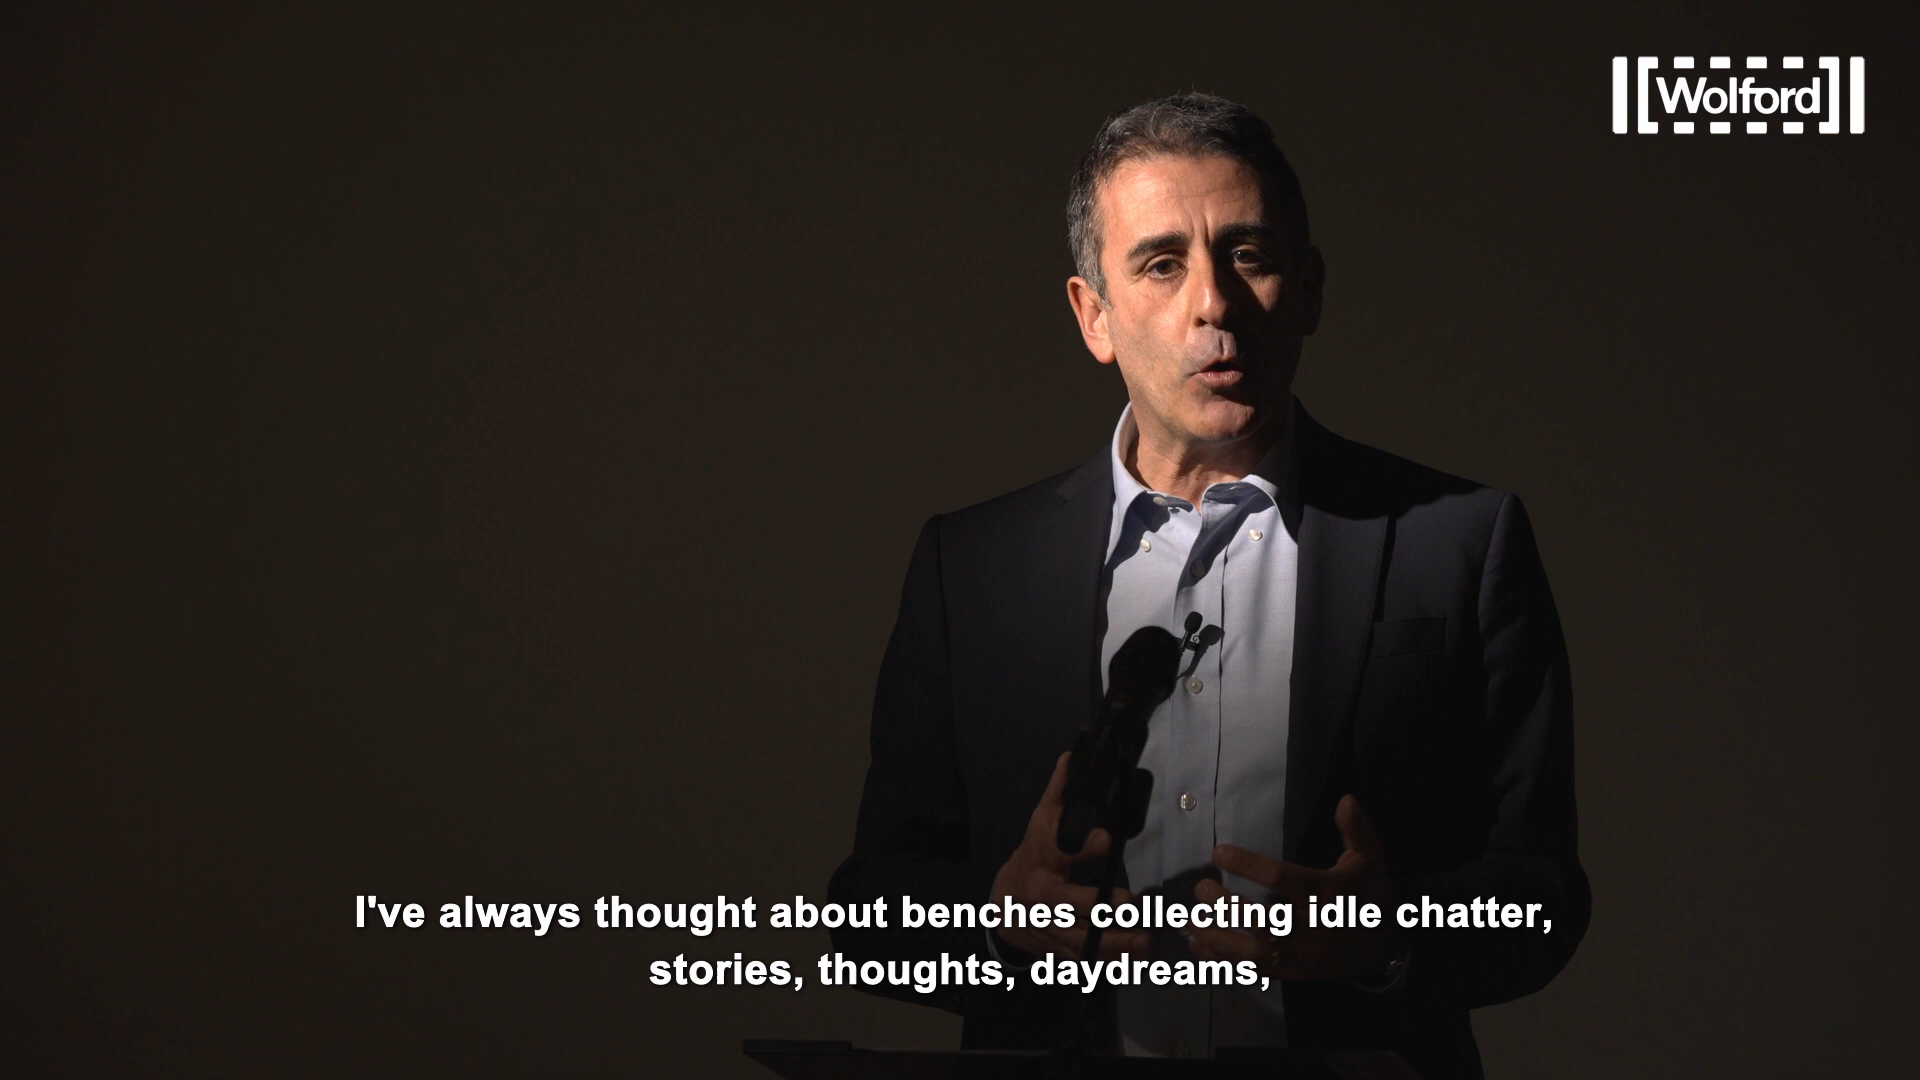 Wolford
I've always thought about benches collecting idle chatter,
stories, thoughts, daydreams,